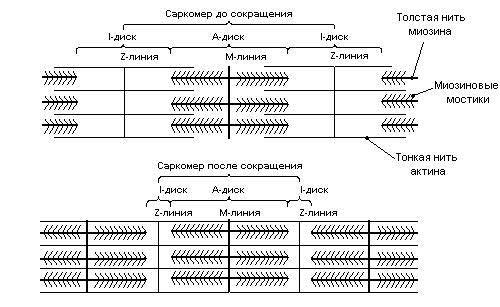 Саркомер до сокращения
I-диск А-диск I-диск
Z-линия М-линия Z-линия
Толстая нить
миозина
Миозиновые
мостики
Тонкая нить
актина
Саркомер после сокращения
I-диск А-диск I-диск
Z-линия М-линия Z-линия